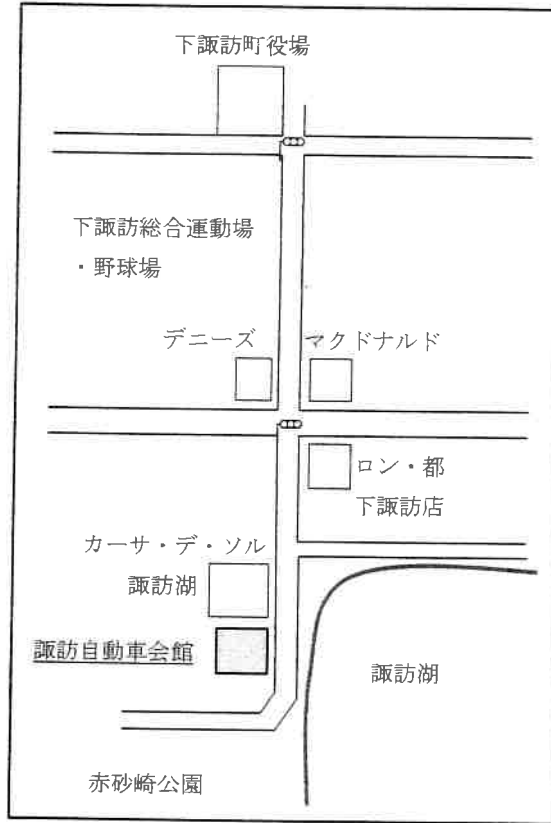 下諏訪町役場
下諏訪総合運動場
・野球場
デニーズ
マクドナルド
ロン・都
下諏訪店
カーサ・デ・ソル
諏訪湖
諏訪自動車会館
諏訪湖
赤砂崎公園